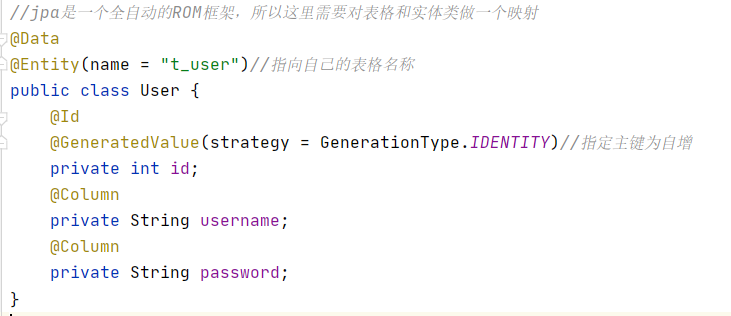 //jpa是一个全自动的ROM框架，所以这里需要对表格和实体类做一个映射
@Data
@Entity(name = "t_user")//指向自己的表格名称
public class User {
    @Id
    @GeneratedValue(strategy = GenerationType.IDENTITY)//指定主键为自增
    private int id;
    @Column
    private String username;
    @Column
    private String password;
}